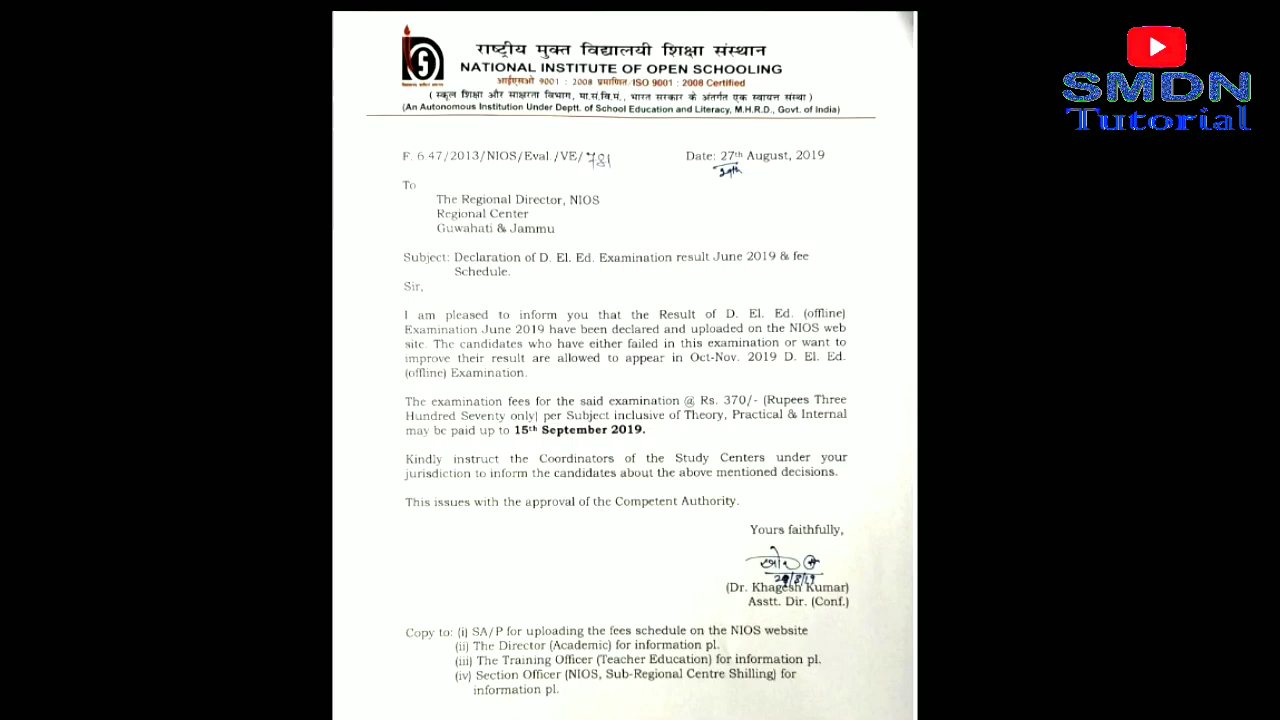 राष्ट्रीय मुक्त विद्यालयी शिक्षा संस्थान
NATIONAL INSTITUTE OF OPEN SCHOOLING
आईएसओ 9001 : 2008 प्रमाणित ISO 9001 : 2008 Certified
( स्कूल शिक्षा और साक्षरता विभाग, मा.सं.वि.मं., भारत सरकार के अंतर्गत एक स्वायत्त संस्था )
(An Autonomous Institution Under Deptt. of School Education and Literacy, M.H.R.D., Govt. of India)
SMDN
Tutorial
F. 6.47/2013/NIOS/Eval./VE/781
Date: 27th August, 2019
29th
To
The Regional Director, NIOS
Regional Center
Guwahati & Jammu
Subject: Declaration of D. El. Ed. Examination result June 2019 & fee
Schedule.
Sir,
I am pleased to inform you that the Result of D. El. Ed. (offline)
Examination June 2019 have been declared and uploaded on the NIOS web
site. The candidates who have either failed in this examination or want to
improve their result are allowed to appear in Oct-Nov. 2019 D. El. Ed.
(offline) Examination.
The examination fees for the said examination @ Rs. 370/- (Rupees Three
Hundred Seventy only) per Subject inclusive of Theory, Practical & Internal
may be paid up to 15th September 2019.
Kindly instruct the Coordinators of the Study Centers under your
jurisdiction to inform the candidates about the above mentioned decisions.
This issues with the approval of the Competent Authority.
Yours faithfully,
29/8/19
(Dr. Khagesh Kumar)
Asstt. Dir. (Conf.)
Copy to: (i) SA/P for uploading the fees schedule on the NIOS website
(ii) The Director (Academic) for information pl.
(iii) The Training Officer (Teacher Education) for information pl.
(iv) Section Officer (NIOS, Sub-Regional Centre Shilling) for
information pl.